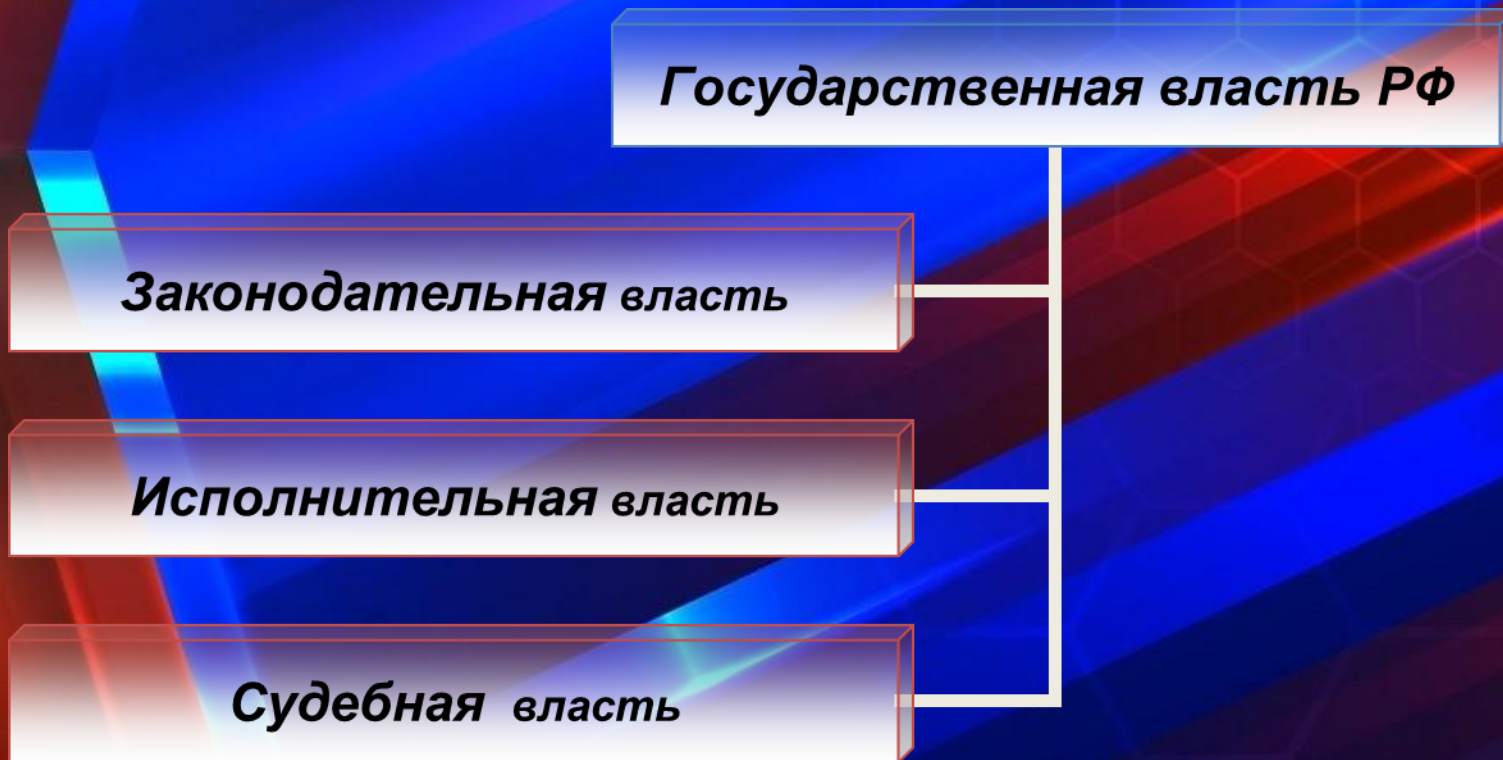 Государственная власть РФ
Законодательная власть
Исполнительная власть
Судебная власть